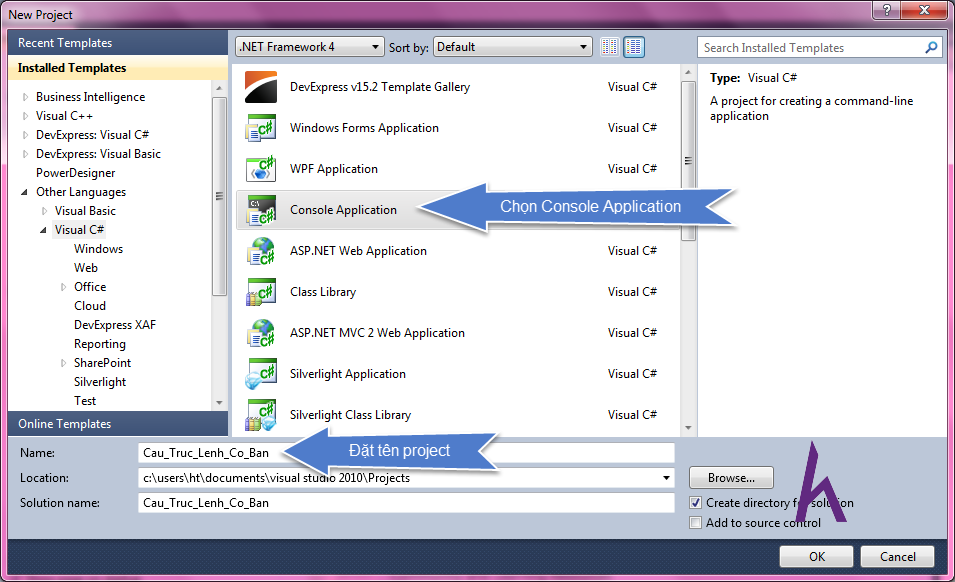 New Project
Recent Templates
Installed Templates
Business Intelligence
Visual C++
DevExpress: Visual C#
DevExpress: Visual Basic
PowerDesigner
Other Languages
Visual Basic
Visual C#
Windows
Web
Office
Cloud
DevExpress XAF
Reporting
SharePoint
Silverlight
Test
Online Templates
.NET Framework 4 Sort by: Default
Search Installed Templates
DevExpress v15.2 Template Gallery Visual C#
Windows Forms Application Visual C#
WPF Application Visual C#
Console Application Chọn Console Application
ASP.NET Web Application Visual C#
Class Library Visual C#
ASP.NET MVC 2 Web Application Visual C#
Silverlight Application Visual C#
Silverlight Class Library Visual C#
Type: Visual C#
A project for creating a command-line
application
Name: Cau_Truc_Lenh_Co_Ban Đặt tên project
Location: c:\users\ht\documents\visual studio 2010\Projects Browse...
Solution name: Cau_Truc_Lenh_Co_Ban
Create directory for solution
Add to source control
OK Cancel